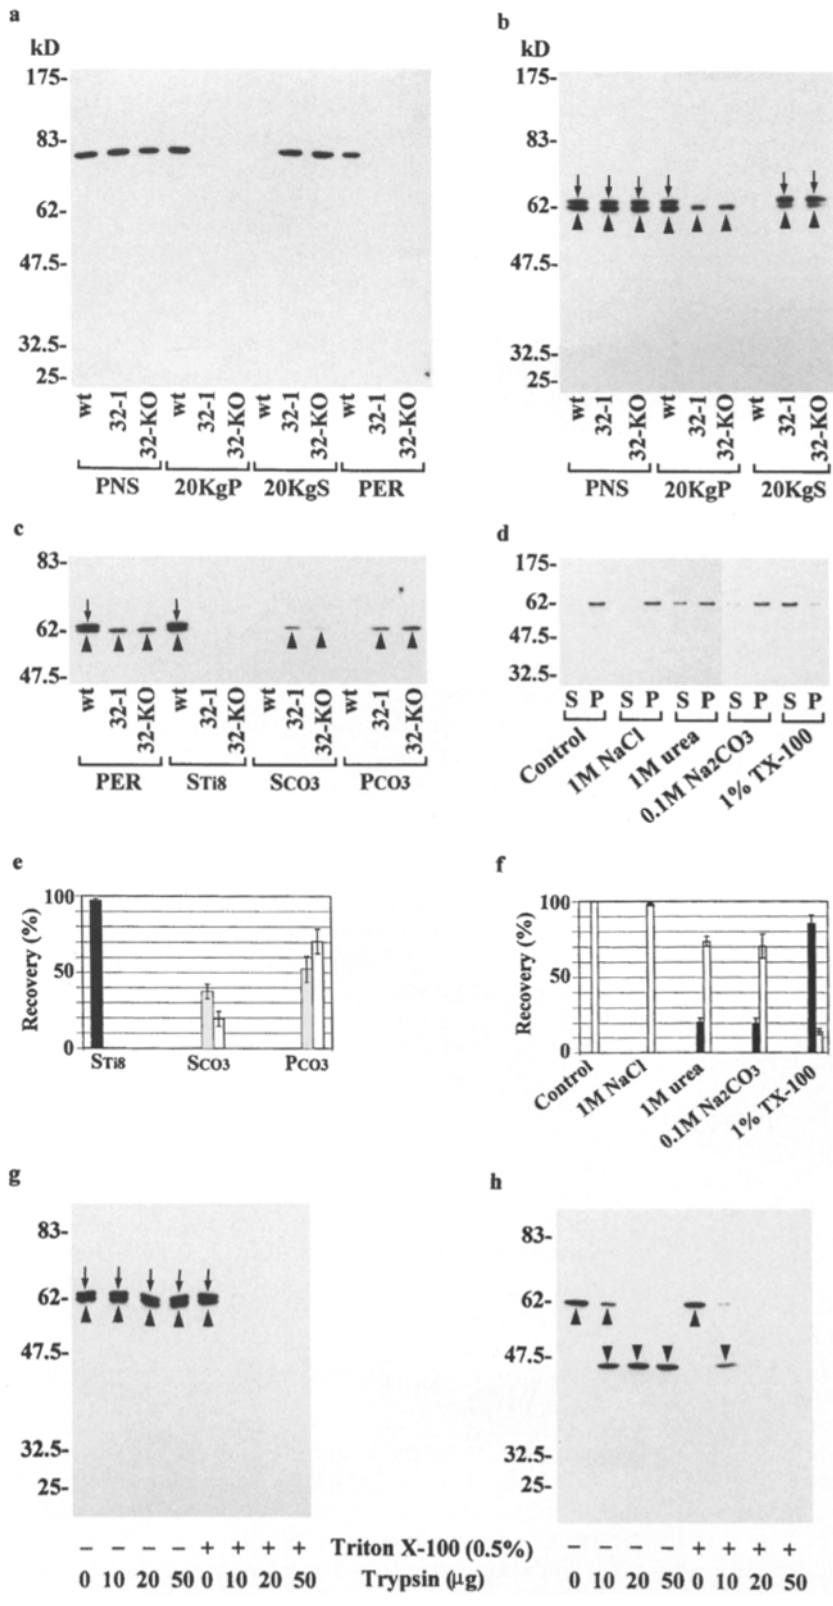 a
kD
175-
83-
62-
47.5-
32.5-
25-
wt 32-1 32-KO wt 32-1 32-KO wt 32-1 32-KO wt 32-1 32-KO
PNS 20KgP 20KgS PER
b
kD
175-
83-
62-
47.5-
32.5-
25-
wt 32-1 32-KO wt 32-1 32-KO wt 32-1 32-KO
PNS 20KgP 20KgS
c
83-
62-
47.5-
wt 32-1 32-KO wt 32-1 32-KO wt 32-1 32-KO wt 32-1 32-KO
PER STi8 SCO3 PCO3
d
175-
62-
47.5-
32.5-
S P S P S P S P S P
Control 1M NaCl 1M urea 0.1M Na2CO3 1% TX-100
e
Recovery (%)
100
50
0
STi8 SCO3 PCO3
f
Recovery (%)
100
50
0
Control 1M NaCl 1M urea 0.1M Na2CO3 1% TX-100
g
83-
62-
47.5-
32.5-
25-
h
83-
62-
47.5-
32.5-
25-
– – – – + + + + Triton X-100 (0.5%) – – – – + + + +
0 10 20 50 0 10 20 50 Trypsin (µg) 0 10 20 50 0 10 20 50